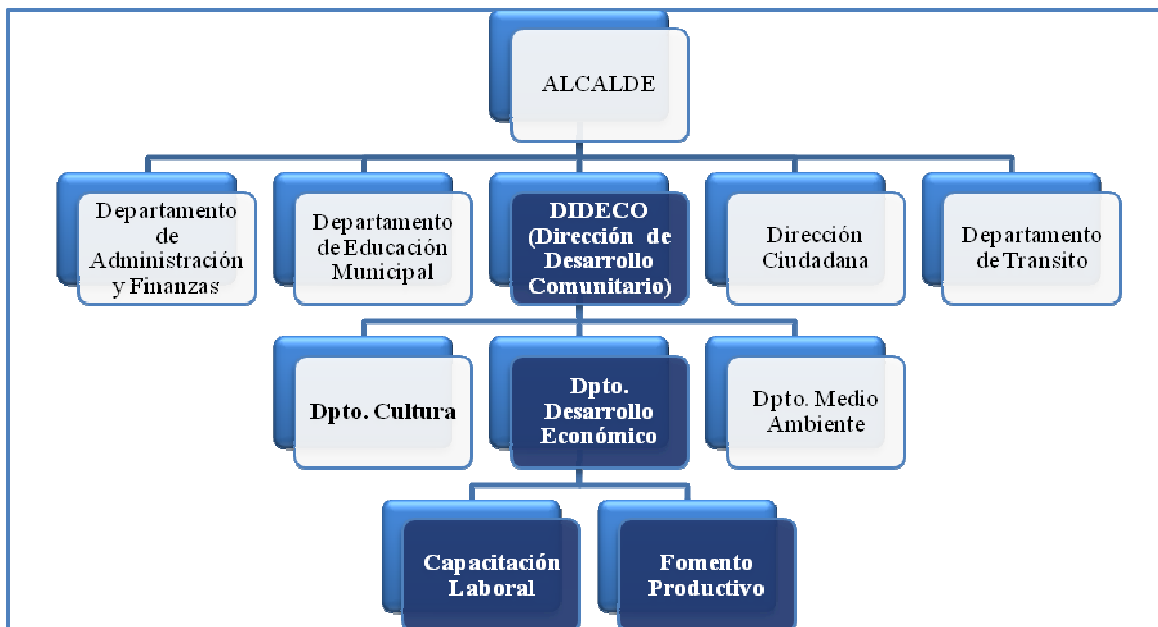 ALCALDE
Departamento
de
Administración
y Finanzas
Departamento
de Educación
Municipal
DIDECO
(Dirección de
Desarrollo
Comunitario)
Dirección
Ciudadana
Departamento
de Transito
Dpto. Cultura
Dpto.
Desarrollo
Económico
Dpto. Medio
Ambiente
Capacitación
Laboral
Fomento
Productivo